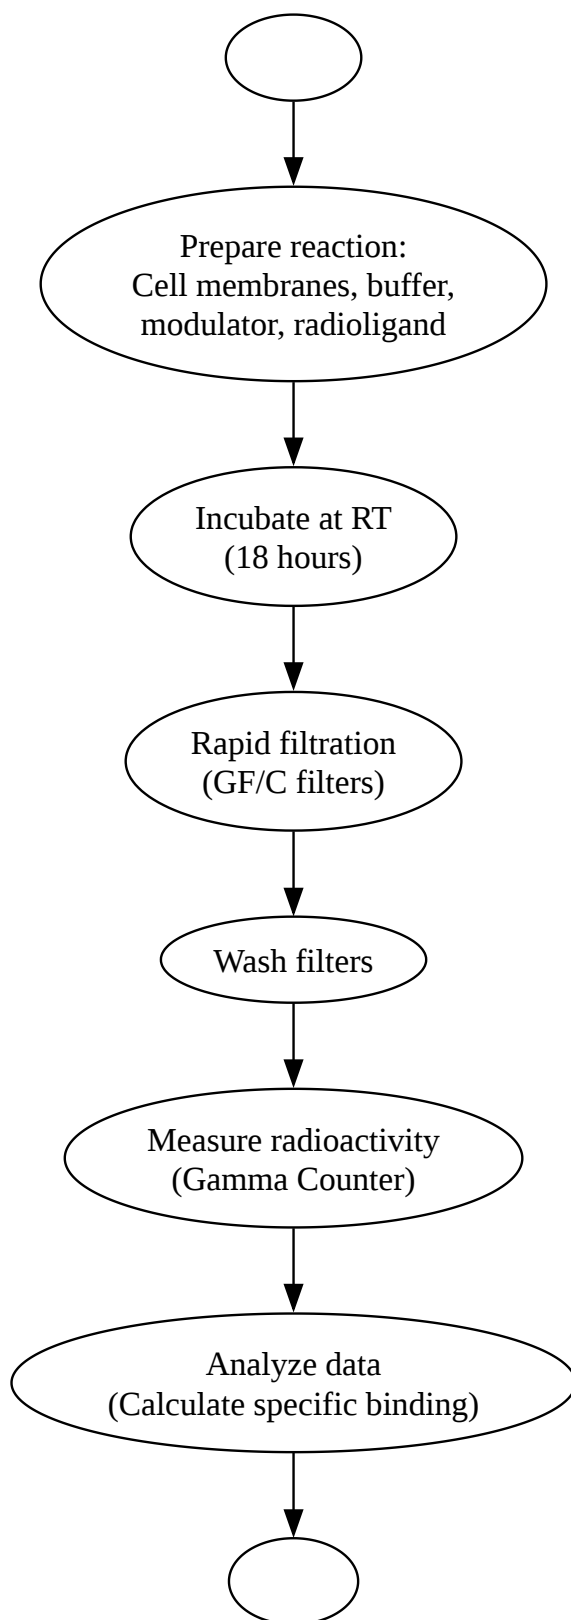 Prepare reaction:
Cell membranes, buffer,
modulator, radioligand
Incubate at RT
(18 hours)
Rapid filtration
(GF/C filters)
Wash filters
Measure radioactivity
(Gamma Counter)
Analyze data
(Calculate specific binding)